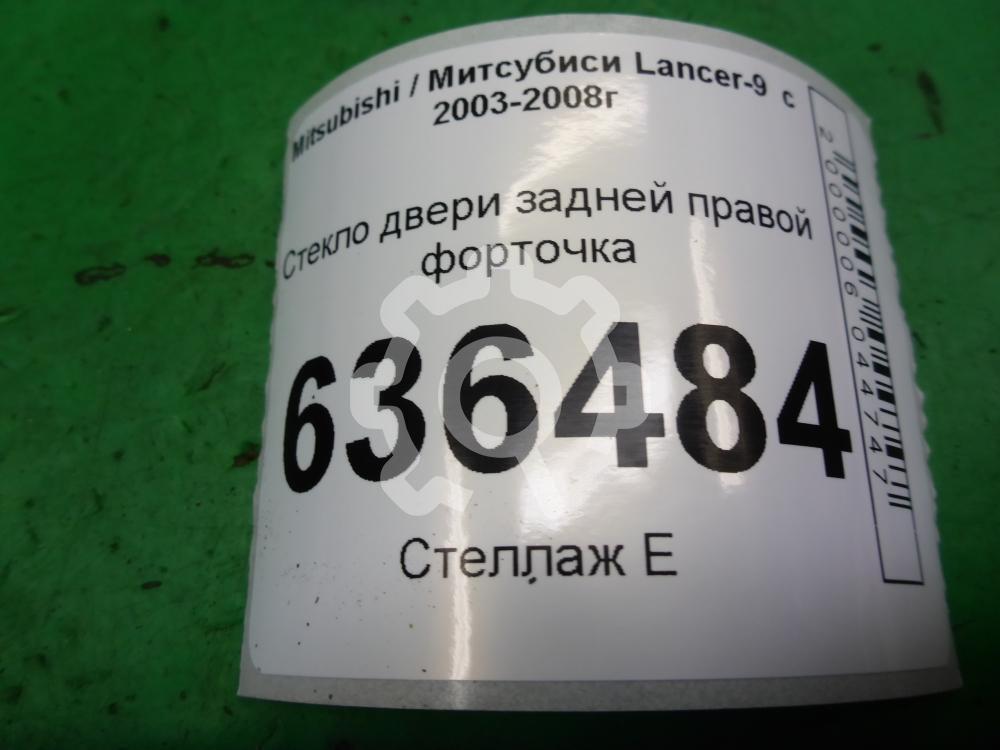 Mitsubishi / Митсубиси Lancer-9 с
2003-2008г
Стекло двери задней правой
форточка
636484
Стеллаж Е
2000006044747